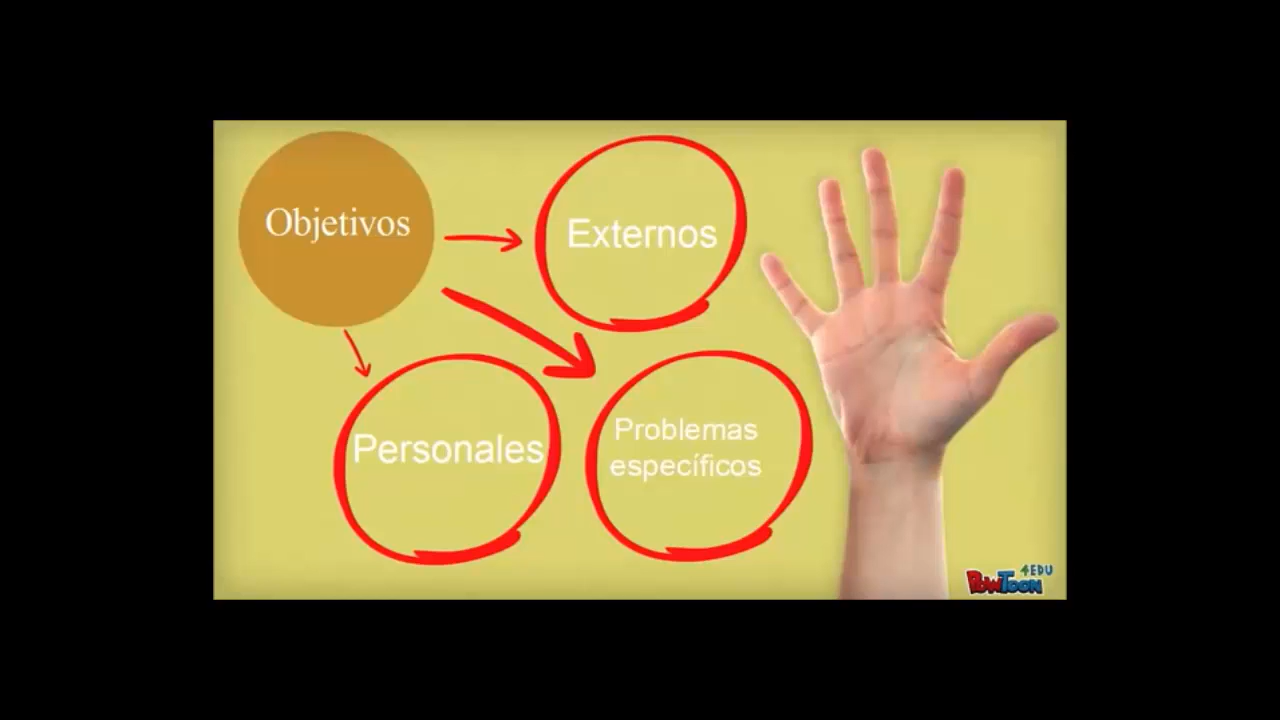 Objetivos
Externos
Personales
Problemas
específicos
4EDU
POWTOON